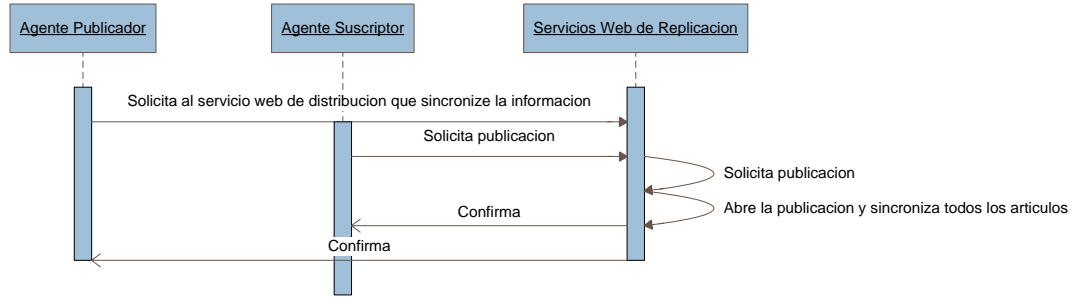 Agente Publicador
Agente Suscriptor
Servicios Web de Replicacion
Solicita al servicio web de distribucion que sincronize la informacion
Solicita publicacion
Solicita publicacion
Abre la publicacion y sincroniza todos los articulos
Confirma
Confirma